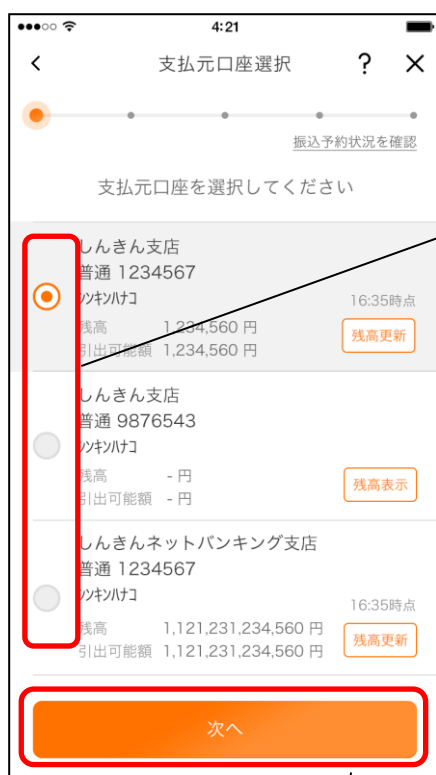 4:21
支払元口座選択 ?
振込予約状況を確認
支払元口座を選択してください
しんきん支店
普通 1234567
ｼﾝｷﾝﾊﾅｺ
16:35時点
残高 1,234,560 円
引出可能額 1,234,560 円
残高更新
しんきん支店
普通 9876543
ｼﾝｷﾝﾊﾅｺ
残高 - 円
引出可能額 - 円
残高表示
しんきんネットバンキング支店
普通 1234567
ｼﾝｷﾝﾊﾅｺ
16:35時点
残高 1,121,231,234,560 円
引出可能額 1,121,231,234,560 円
残高更新
次へ